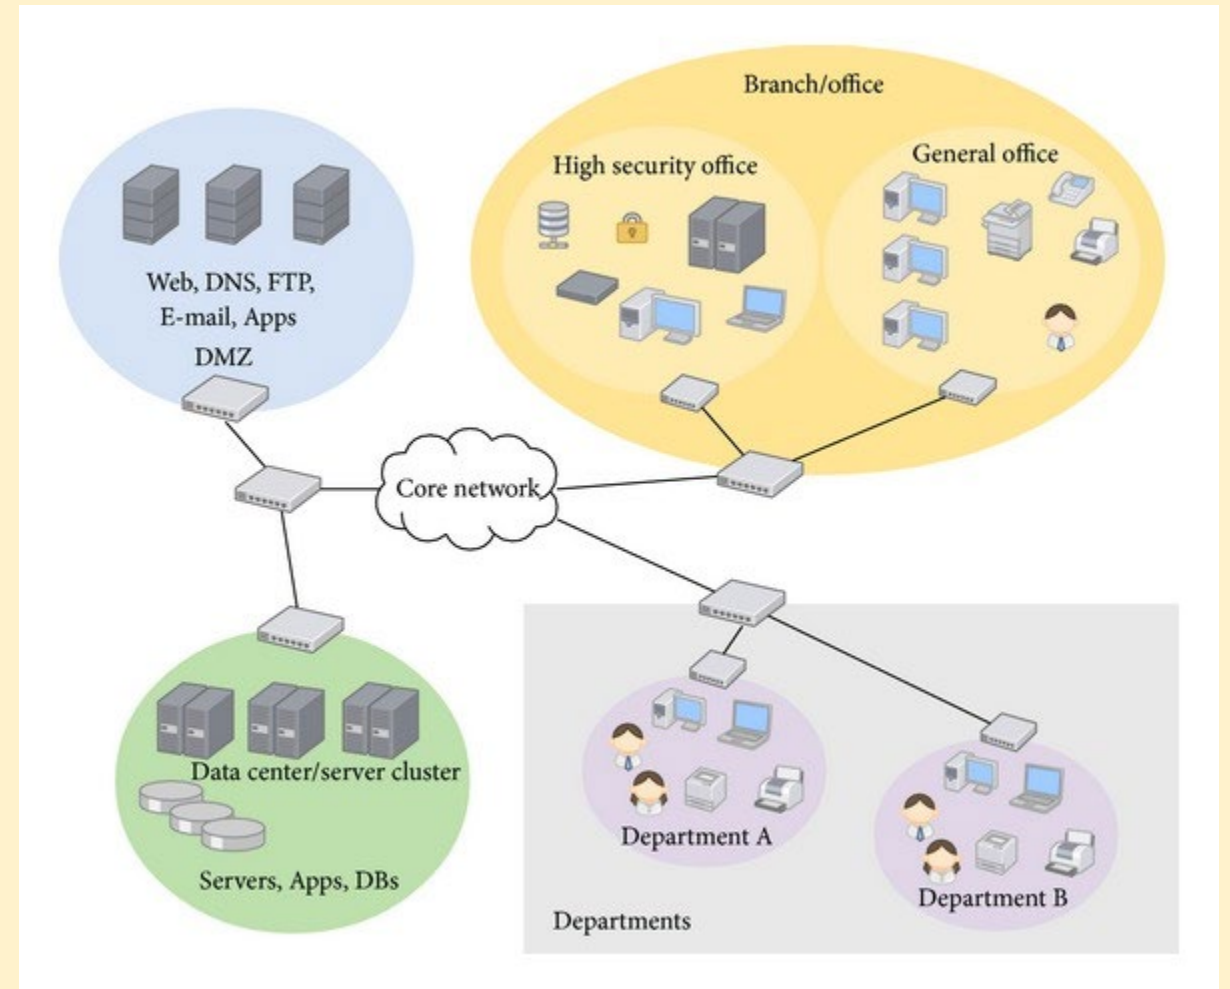 Branch/office
High security office
General office
Web, DNS, FTP,
E-mail, Apps
DMZ
Core network
Data center/server cluster
Servers, Apps, DBs
Department A
Department B
Departments